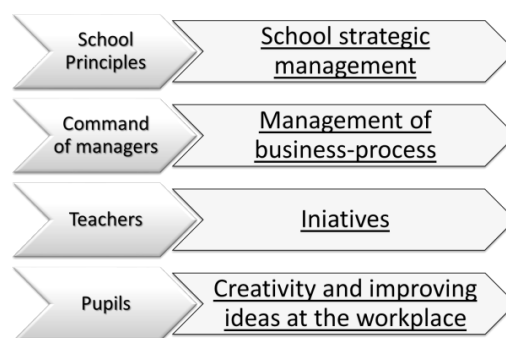 School
Principles
School strategic
management
Command
of managers
Management of
business-process
Teachers
Iniatives
Pupils
Creativity and improving
ideas at the workplace